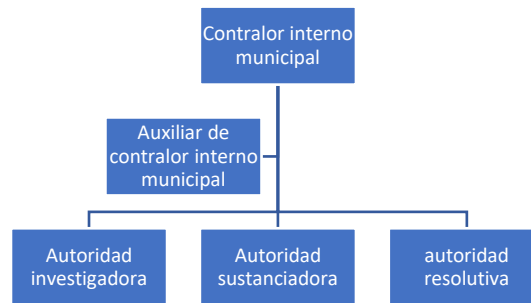 Contralor interno
municipal
Auxiliar de
contralor interno
municipal
Autoridad
investigadora
Autoridad
sustanciadora
autoridad
resolutiva